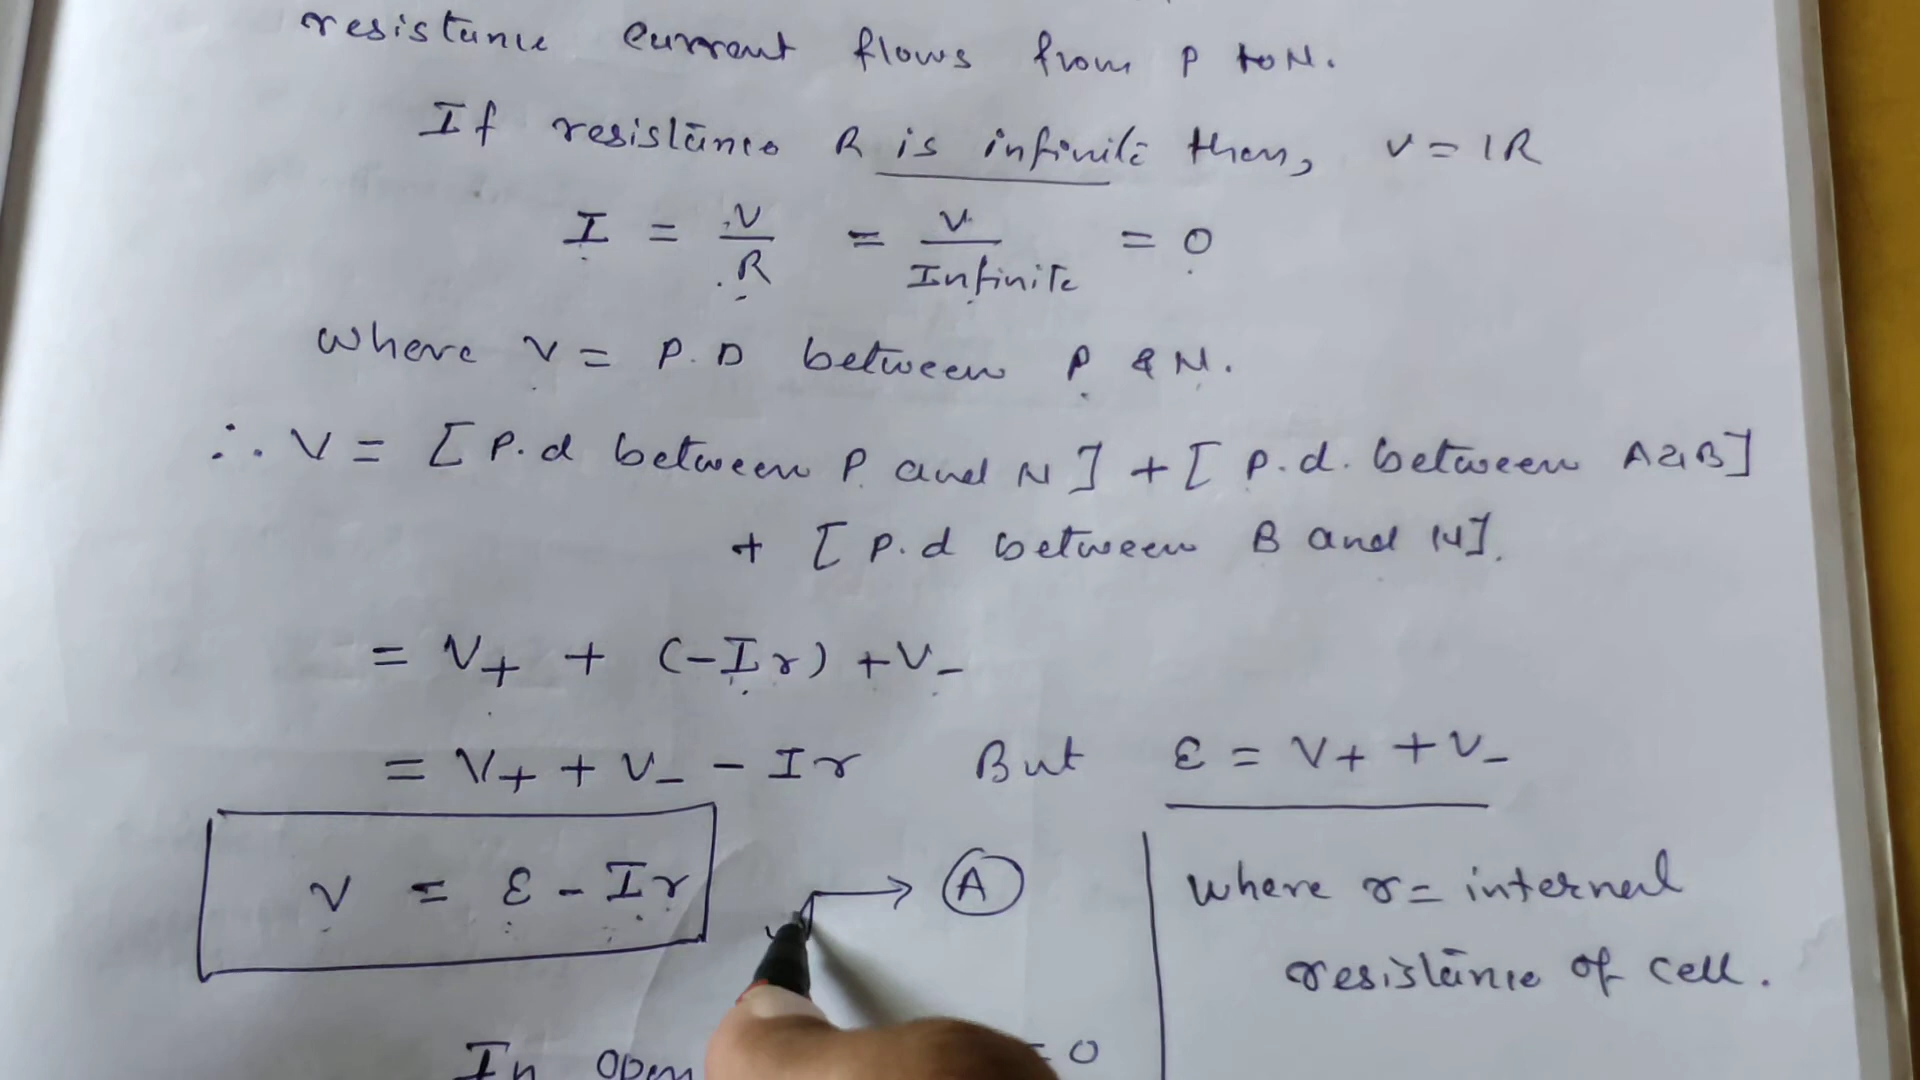 resistance current flows from P to N.
If resistance R is infinite then, V = IR
I = V/R = V/Infinite = 0
where V = P.D between P & N.
∴ V = [P.d between P and N] + [P.d. between A & B]
+ [P.d between B and N].
= V+ + (-Ir) + V-
= V+ + V- - Ir But ε = V+ + V-
V = ε - Ir → A
where r = internal
resistance of cell.
In open = 0